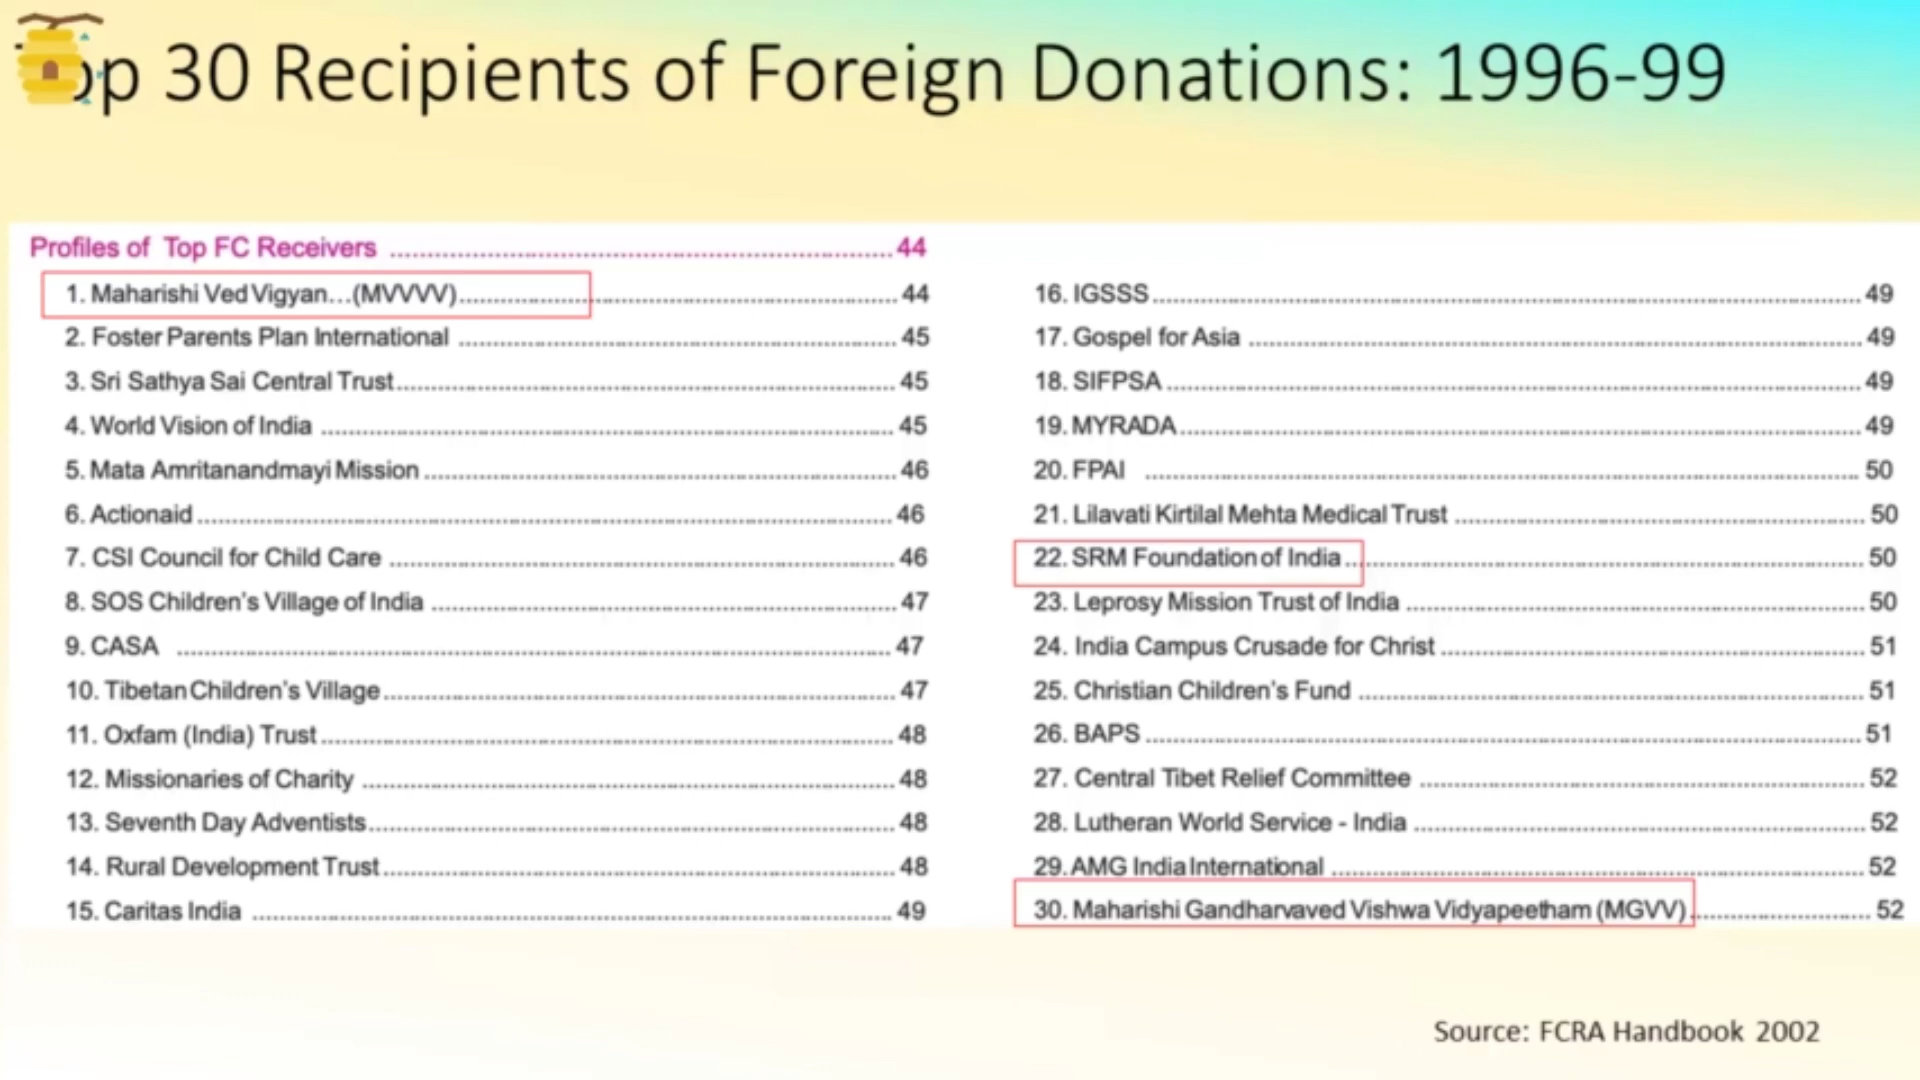 op 30 Recipients of Foreign Donations: 1996-99
Profiles of Top FC Receivers ........ 44
1. Maharishi Ved Vigyan...(MVVVV) ........ 44
2. Foster Parents Plan International ........ 45
3. Sri Sathya Sai Central Trust ........ 45
4. World Vision of India ........ 45
5. Mata Amritanandmayi Mission ........ 46
6. Actionaid ........ 46
7. CSI Council for Child Care ........ 46
8. SOS Children's Village of India ........ 47
9. CASA ........ 47
10. Tibetan Children's Village ........ 47
11. Oxfam (India) Trust ........ 48
12. Missionaries of Charity ........ 48
13. Seventh Day Adventists ........ 48
14. Rural Development Trust ........ 48
15. Caritas India ........ 49
16. IGSSS ........ 49
17. Gospel for Asia ........ 49
18. SIFPSA ........ 49
19. MYRADA ........ 49
20. FPAI ........ 50
21. Lilavati Kirtilal Mehta Medical Trust ........ 50
22. SRM Foundation of India ........ 50
23. Leprosy Mission Trust of India ........ 50
24. India Campus Crusade for Christ ........ 51
25. Christian Children's Fund ........ 51
26. BAPS ........ 51
27. Central Tibet Relief Committee ........ 52
28. Lutheran World Service - India ........ 52
29. AMG India International ........ 52
30. Maharishi Gandharvaved Vishwa Vidyapeetham (MGVV) ........ 52
Source: FCRA Handbook 2002